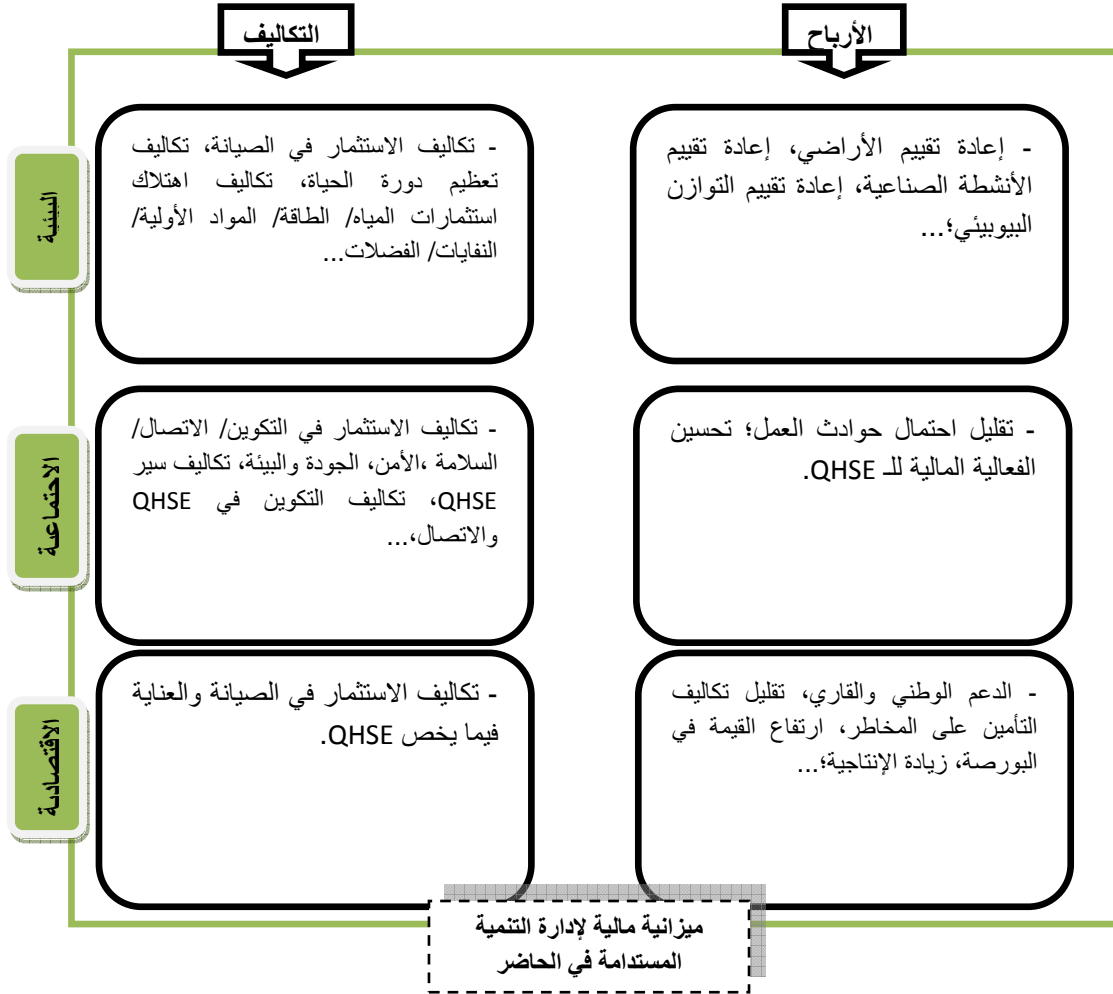 الأرباح
التكاليف
البيئية
- إعادة تقييم الأراضي، إعادة تقييم
الأنشطة الصناعية، إعادة تقييم التوازن
البيوبيئي؛...
- تكاليف الاستثمار في الصيانة، تكاليف
تعظيم دورة الحياة، تكاليف اهتلاك
استثمارات المياه/ الطاقة/ المواد الأولية/
النفايات/ الفضلات...
الاجتماعية
- تقليل احتمال حوادث العمل؛ تحسين
الفعالية المالية للـ QHSE.
- تكاليف الاستثمار في التكوين/ الاتصال/
السلامة ،الأمن، الجودة والبيئة، تكاليف سير
QHSE، تكاليف التكوين في QHSE
والاتصال،...
الاقتصادية
- الدعم الوطني والقاري، تقليل تكاليف
التأمين على المخاطر، ارتفاع القيمة في
البورصة، زيادة الإنتاجية؛...
- تكاليف الاستثمار في الصيانة والعناية
فيما يخص QHSE.
ميزانية مالية لإدارة التنمية
المستدامة في الحاضر